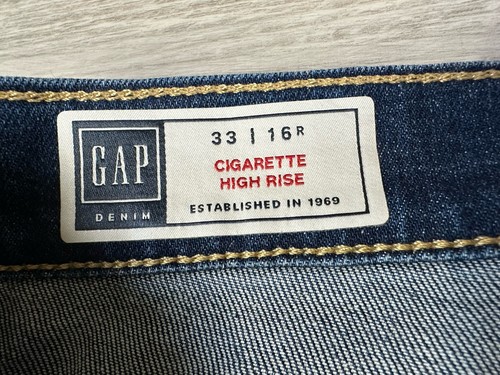 GAP
DENIM
33 | 16R
CIGARETTE
HIGH RISE
ESTABLISHED IN 1969